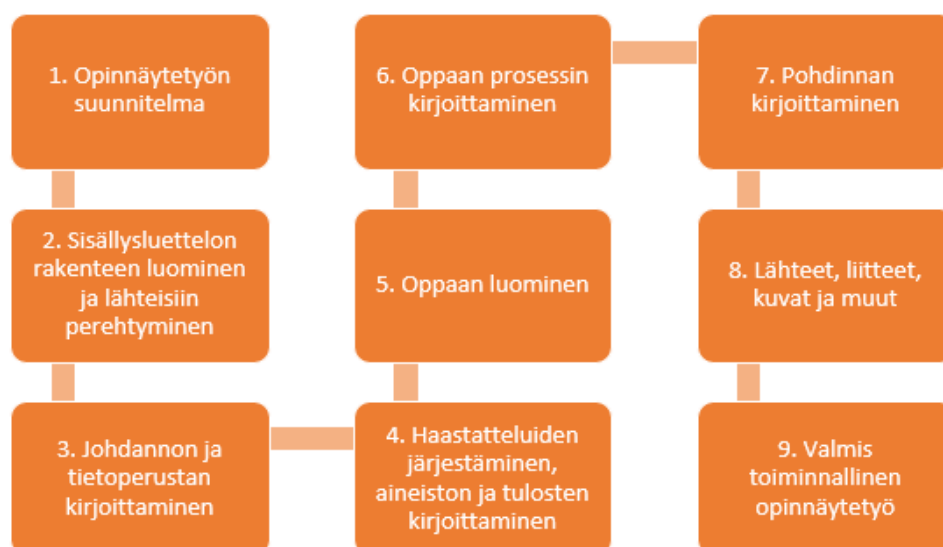 1. Opinnäytetyön
suunnitelma
2. Sisällysluettelon
rakenteen luominen
ja lähteisiin
perehtyminen
3. Johdannon ja
tietoperustan
kirjoittaminen
4. Haastatteluiden
järjestäminen,
aineiston ja tulosten
kirjoittaminen
5. Oppaan luominen
6. Oppaan prosessin
kirjoittaminen
7. Pohdinnan
kirjoittaminen
8. Lähteet, liitteet,
kuvat ja muut
9. Valmis
toiminnallinen
opinnäytetyö